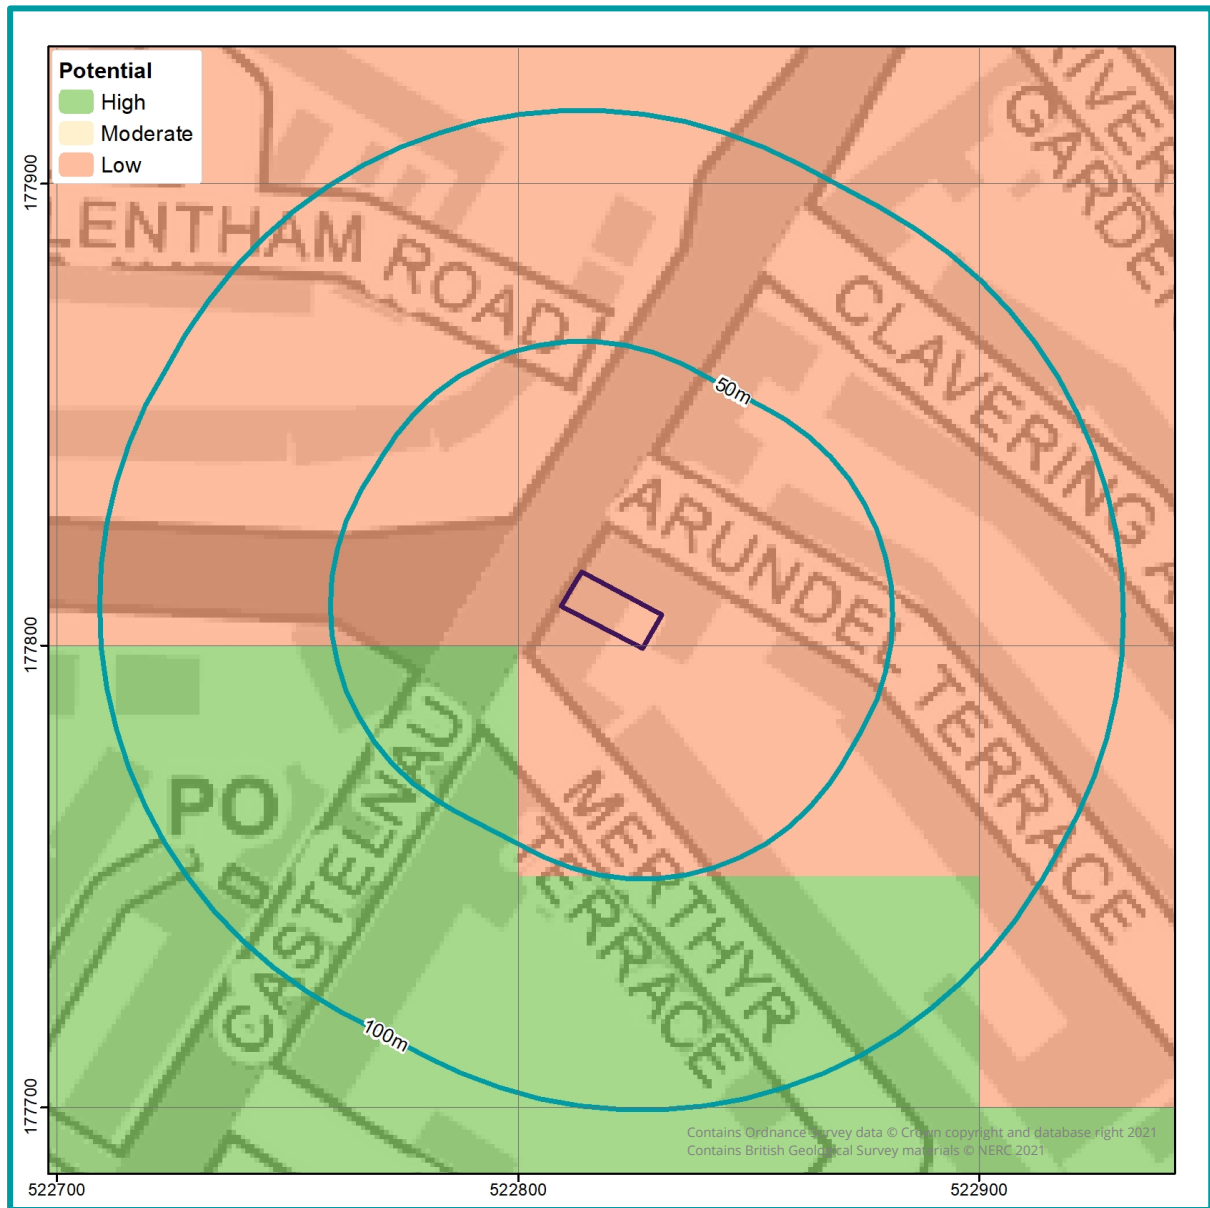 Potential
High
Moderate
Low
LENTHAM ROAD
CLAVERING A
ARUNDEL TERRACE
MERTHYR
TERRACE
CASTELNAU
PO
50m
100m
177900
177800
177700
522700
522800
522900
Contains Ordnance Survey data © Crown copyright and database right 2021
Contains British Geological Survey materials © NERC 2021